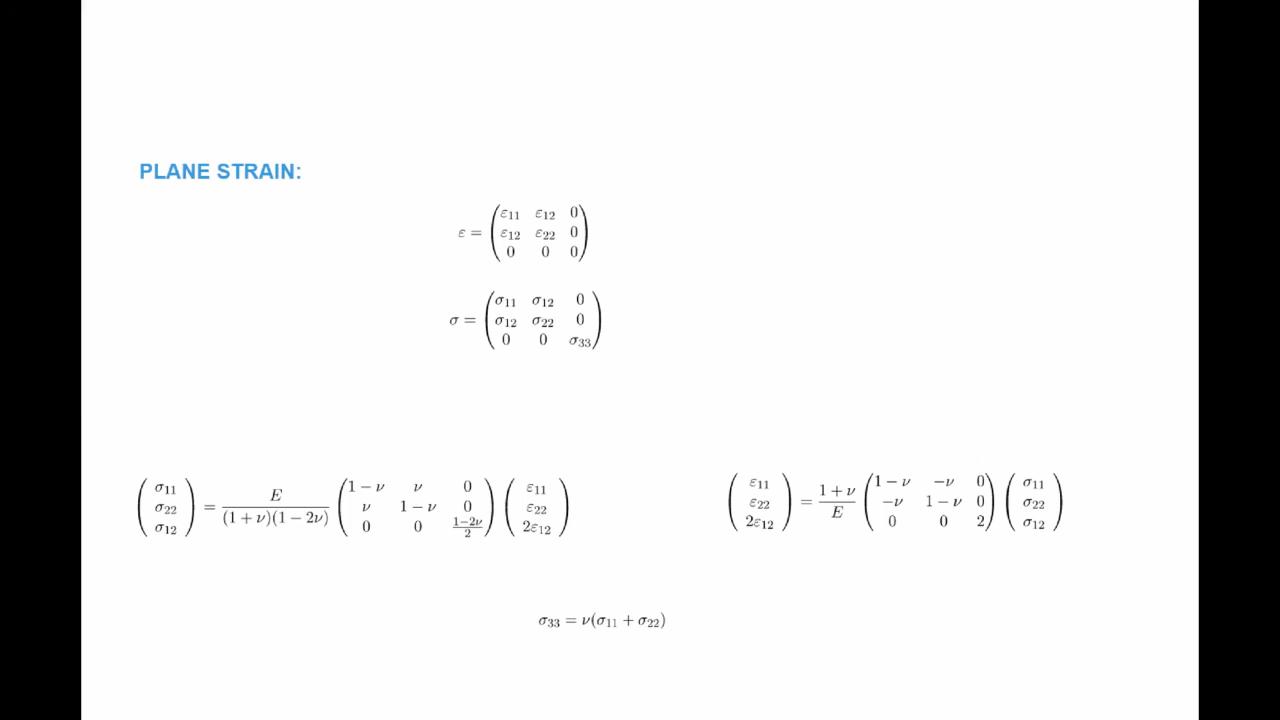 PLANE STRAIN:
ε = (ε11 ε12 0
ε12 ε22 0
0 0 0)
σ = (σ11 σ12 0
σ12 σ22 0
0 0 σ33)
(σ11 σ22 σ12) = E / (1 + ν)(1 − 2ν) (1 − ν ν 0
ν 1 − ν 0
0 0 1−2ν / 2) (ε11 ε22 2ε12)
(ε11 ε22 2ε12) = 1 + ν / E (1 − ν −ν 0
−ν 1 − ν 0
0 0 2) (σ11 σ22 σ12)
σ33 = ν(σ11 + σ22)